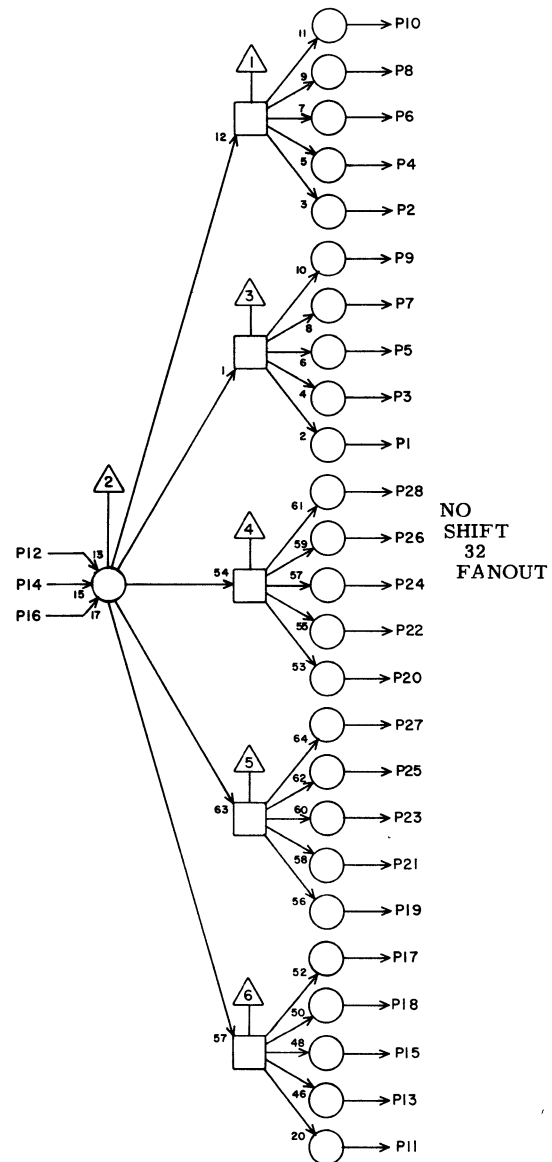 11 P10
1
9 P8
7 P6
12
5 P4
3 P2
10 P9
3
8 P7
6 P5
1
4 P3
2 P1
2
61 P28
4
59 P26
P12 13
54 57 P24
P14 15
55 P22
P16 17
53 P20
NO
SHIFT
32
FANOUT
64 P27
5
62 P25
63 60 P23
58 P21
56 P19
52 P17
6
50 P18
57 48 P15
46 P13
20 P11